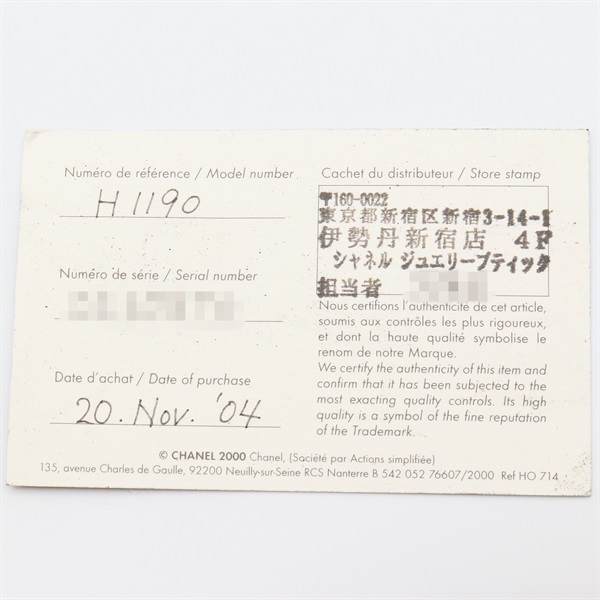 Numéro de référence / Model number
H1190
Numéro de série / Serial number
Date d'achat / Date of purchase
20. Nov. '04
Cachet du distributeur / Store stamp
〒160-0022
東京都新宿区新宿3-14-1
伊勢丹新宿店 4F
シャネル ジュエリーブティック
担当者
Nous certifions l'authenticité de cet article,
soumis aux contrôles les plus rigoureux,
et dont la haute qualité symbolise le
renom de notre Marque.
We certify the authenticity of this item and
confirm that it has been subjected to the
most exacting quality controls. Its high
quality is a symbol of the fine reputation
of the Trademark.
© CHANEL 2000 Chanel, (Société par Actions simplifiée)
135, avenue Charles de Gaulle, 92200 Neuilly-sur-Seine RCS Nanterre B 542 052 76607/2000 Ref HO 714